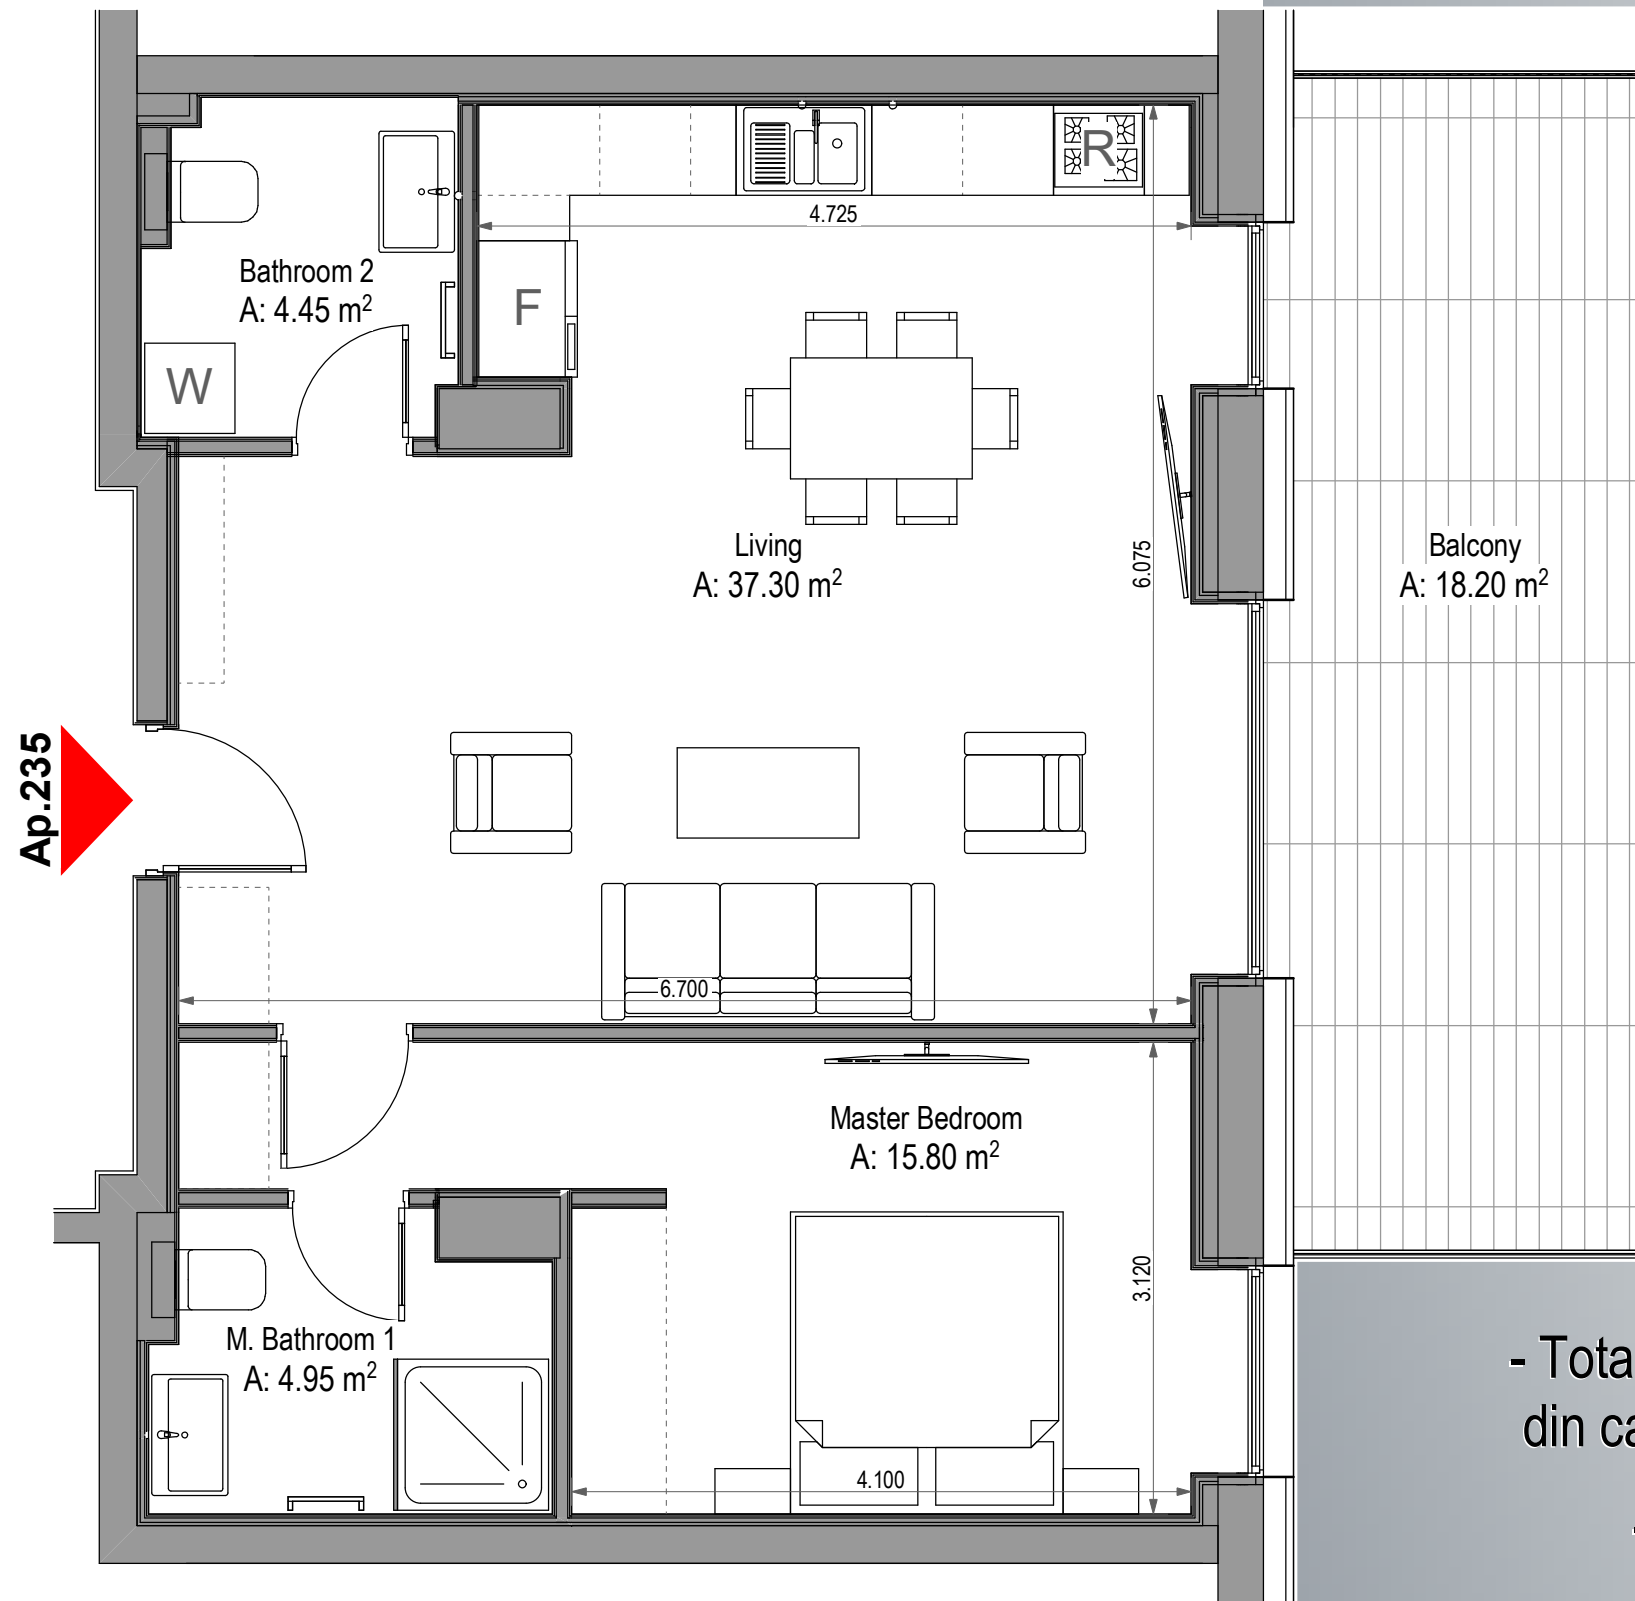 Bathroom 2
A: 4.45 m²
W
F
R
4.725
Living
A: 37.30 m²
6.075
Balcony
A: 18.20 m²
Ap.235
6.700
Master Bedroom
A: 15.80 m²
3.120
M. Bathroom 1
A: 4.95 m²
4.100
- Tota
din ca